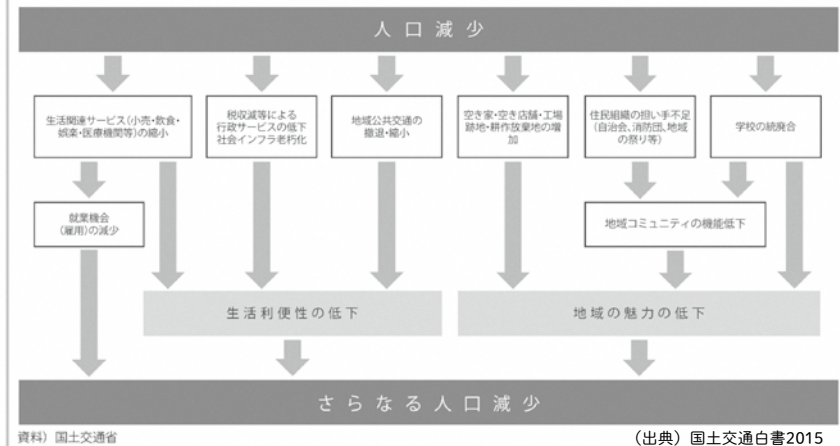 人口減少
生活関連サービス(小売・飲食・
娯楽・医療機関等)の縮小
税収減等による
行政サービスの低下
社会インフラ老朽化
地域公共交通の
撤退・縮小
空き家・空き店舗・工場
跡地・耕作放棄地の増
加
住民組織の担い手不足
(自治会、消防団、地域
の祭り等)
学校の統廃合
就業機会
(雇用)の減少
地域コミュニティの機能低下
生活利便性の低下
地域の魅力の低下
さらなる人口減少
資料）国土交通省
（出典）国土交通白書2015